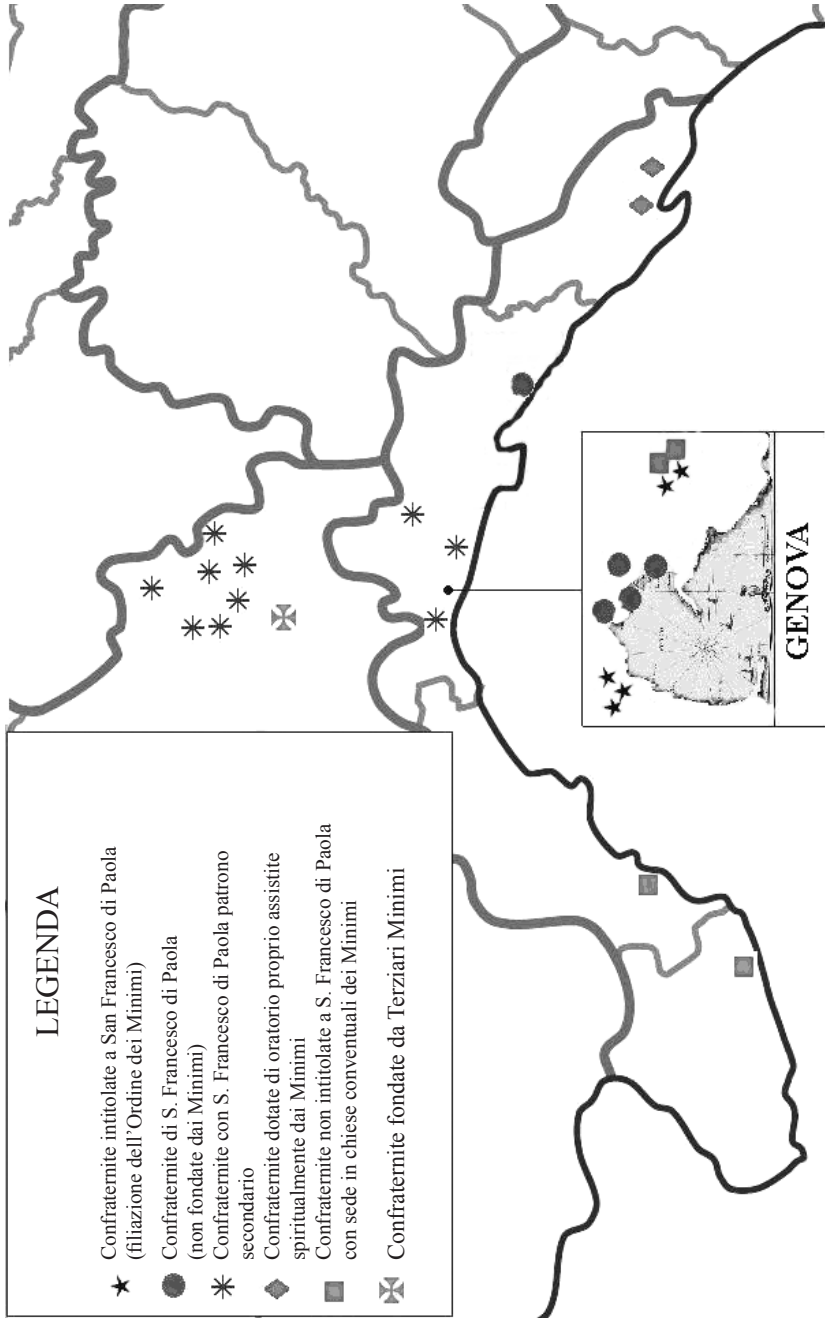 LEGENDA
Confraternite intitolate a San Francesco di Paola
(filiazione dell'Ordine dei Minimi)
Confraternite di S. Francesco di Paola
(non fondate dai Minimi)
Confraternite con S. Francesco di Paola patrono
secondario
Confraternite dotate di oratorio proprio assistite
spiritualmente dai Minimi
Confraternite non intitolate a S. Francesco di Paola
con sede in chiese conventuali dei Minimi
Confraternite fondate da Terziari Minimi
GENOVA